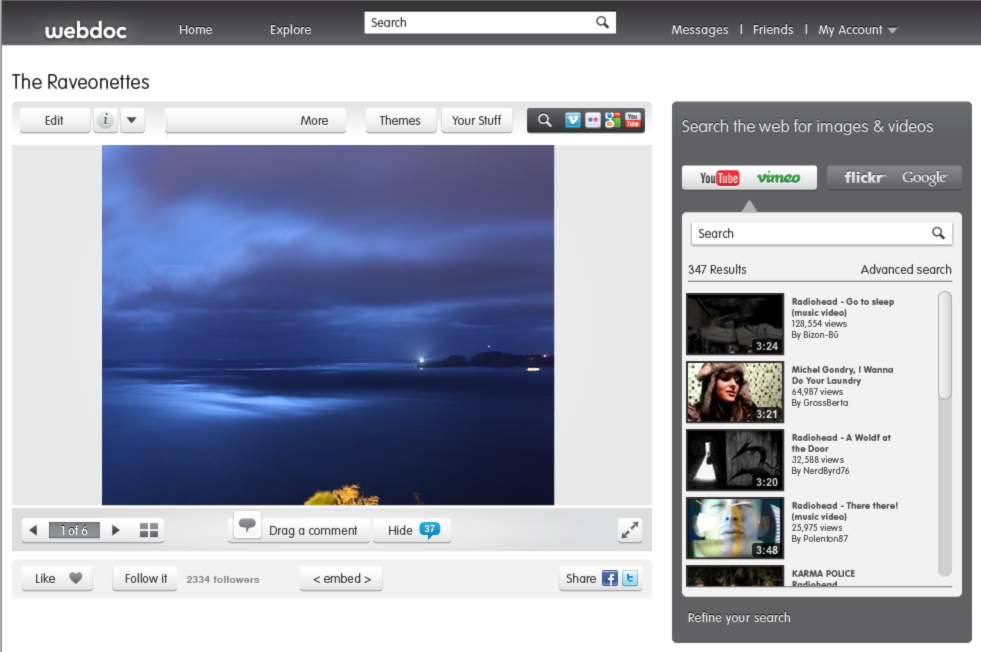 webdoc
Home
Explore
Search
Messages | Friends | My Account
The Raveonettes
Edit
More
Themes
Your Stuff
You Tube
Search the web for images & videos
YouTube
vimeo
flickr
Google
Search
347 Results
Advanced search
Radiohead - Go to sleep
(music video)
128,554 views
By Bizon-Bü
3:24
Michel Gondry, I Wanna
Do Your Laundry
64,987 views
By GrossBerta
3:21
Radiohead - A Woldf at
the Door
32,588 views
By NerdByrd76
3:20
Radiohead - There there!
(music video)
25,975 views
By Polenton87
3:48
KARMA POLICE
Radiohead
Refine your search
1 of 6
Drag a comment
Hide 37
Like
Follow it
2334 followers
< embed >
Share